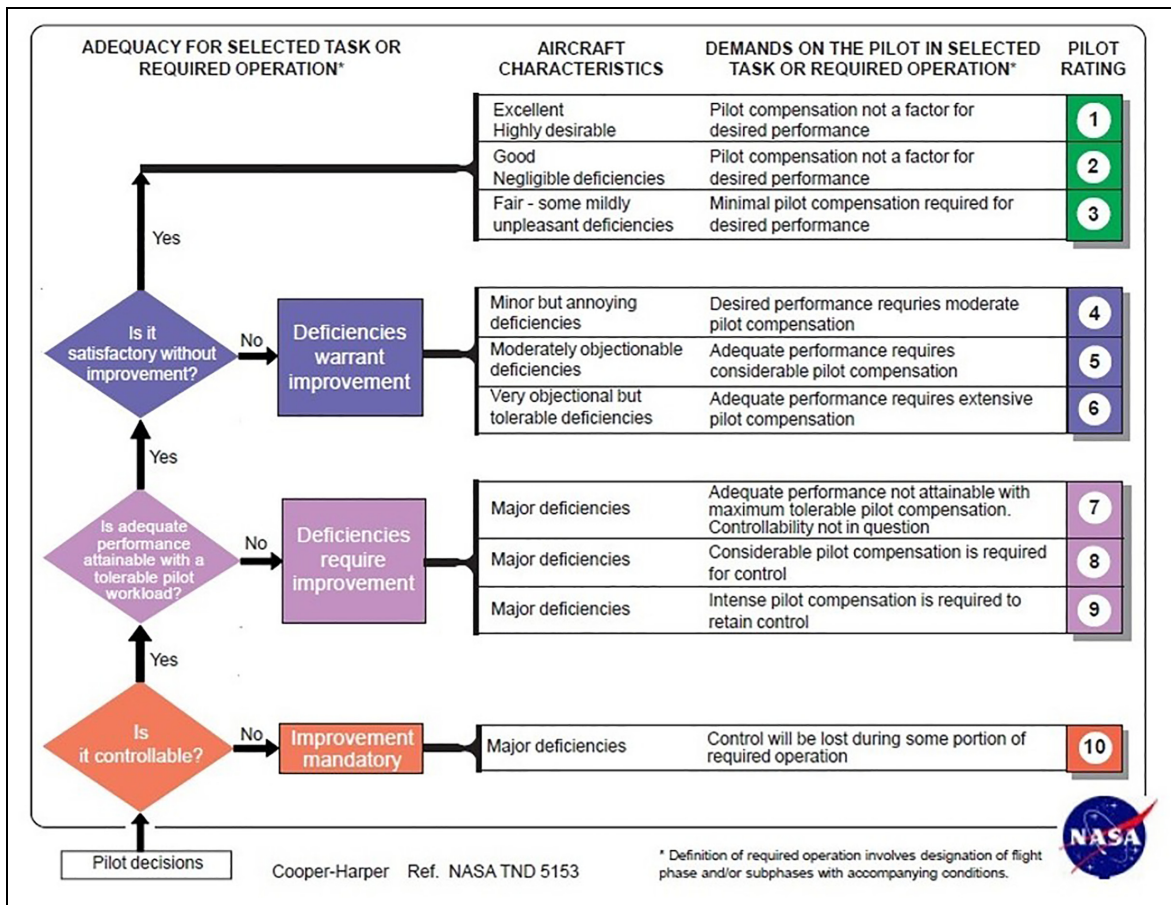 ADEQUACY FOR SELECTED TASK OR
REQUIRED OPERATION*
AIRCRAFT
CHARACTERISTICS
DEMANDS ON THE PILOT IN SELECTED
TASK OR REQUIRED OPERATION*
PILOT
RATING
Excellent
Highly desirable
Pilot compensation not a factor for
desired performance
1
Good
Negligible deficiencies
Pilot compensation not a factor for
desired performance
2
Fair - some mildly
unpleasant deficiencies
Minimal pilot compensation required for
desired performance
3
Yes
Is it
satisfactory without
improvement?
No
Deficiencies
warrant
improvement
Minor but annoying
deficiencies
Desired performance requries moderate
pilot compensation
4
Moderately objectionable
deficiencies
Adequate performance requires
considerable pilot compensation
5
Very objectional but
tolerable deficiencies
Adequate performance requires extensive
pilot compensation
6
Yes
Is adequate
performance
attainable with a
tolerable pilot
workload?
No
Deficiencies
require
improvement
Major deficiencies
Adequate performance not attainable with
maximum tolerable pilot compensation.
Controllability not in question
7
Major deficiencies
Considerable pilot compensation is required
for control
8
Major deficiencies
Intense pilot compensation is required to
retain control
9
Yes
Is
it controllable?
No
Improvement
mandatory
Major deficiencies
Control will be lost during some portion of
required operation
10
Pilot decisions
Cooper-Harper Ref. NASA TND 5153
* Definition of required operation involves designation of flight
phase and/or subphases with accompanying conditions.
NASA